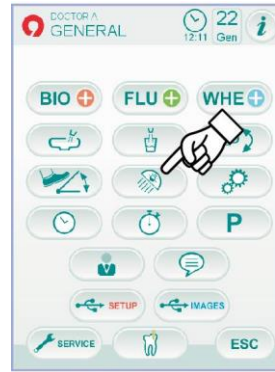 DOCTOR A
GENERAL
12:11
22
Gen
i
BIO
FLU
WHE
P
SETUP
IMAGES
SERVICE
ESC